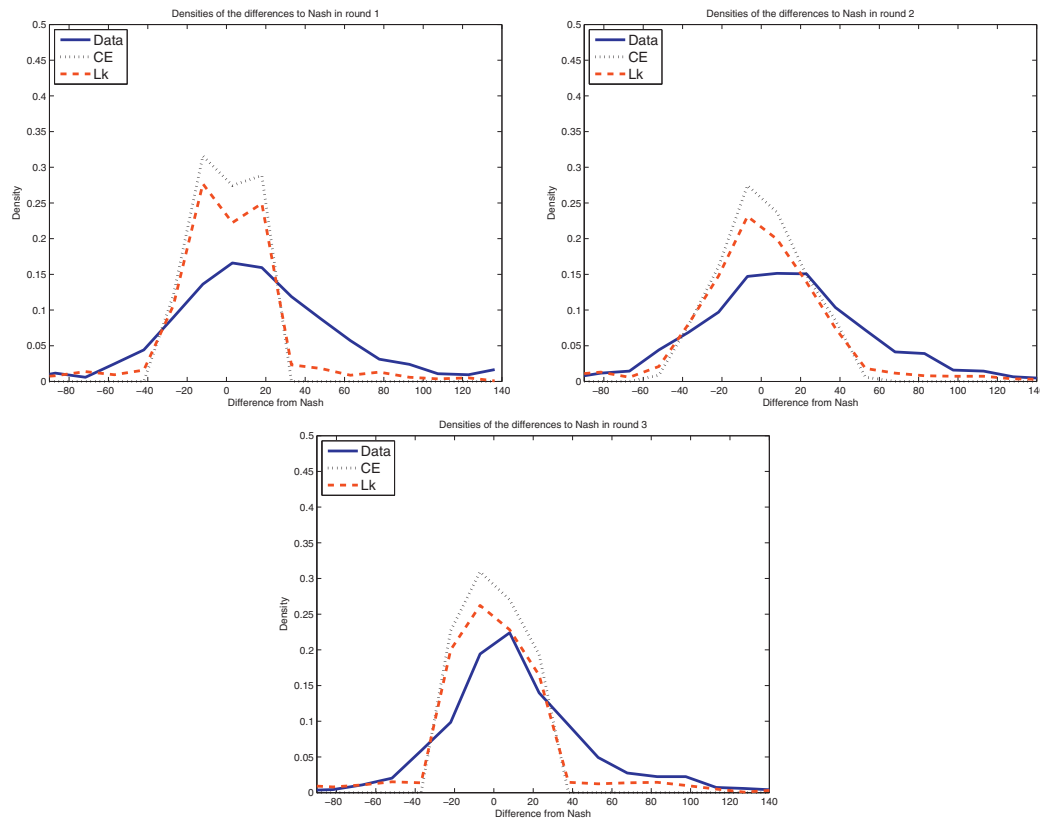 Densities of the differences to Nash in round 1
0.5
0.45
0.4
0.35
0.3
0.25
0.2
0.15
0.1
0.05
0
Density
Data
CE
Lk
−80 −60 −40 −20 0 20 40 60 80 100 120 140
Difference from Nash
Densities of the differences to Nash in round 2
0.5
0.45
0.4
0.35
0.3
0.25
0.2
0.15
0.1
0.05
0
Density
Data
CE
Lk
−80 −60 −40 −20 0 20 40 60 80 100 120 140
Difference from Nash
Densities of the differences to Nash in round 3
0.5
0.45
0.4
0.35
0.3
0.25
0.2
0.15
0.1
0.05
0
Density
Data
CE
Lk
−80 −60 −40 −20 0 20 40 60 80 100 120 140
Difference from Nash